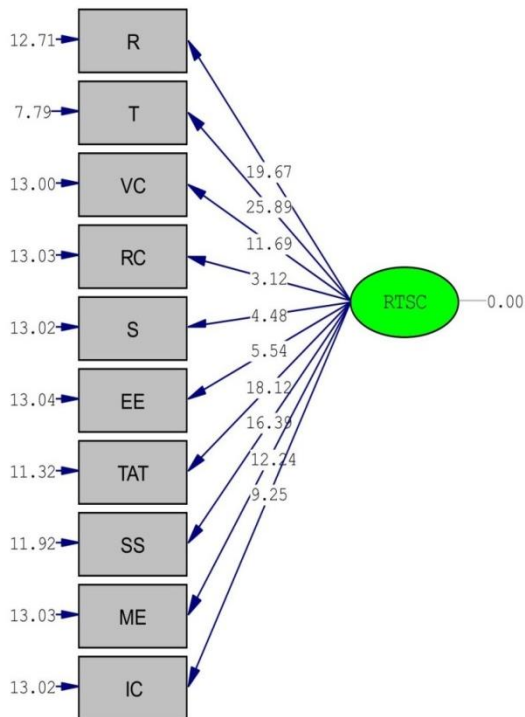 12.71 R
7.79 T
13.00 VC
13.03 RC
13.02 S
13.04 EE
11.32 TAT
11.92 SS
13.03 ME
13.02 IC
19.67
25.89
11.69
3.12
4.48
5.54
18.12
16.39
12.24
9.25
RTSC 0.00